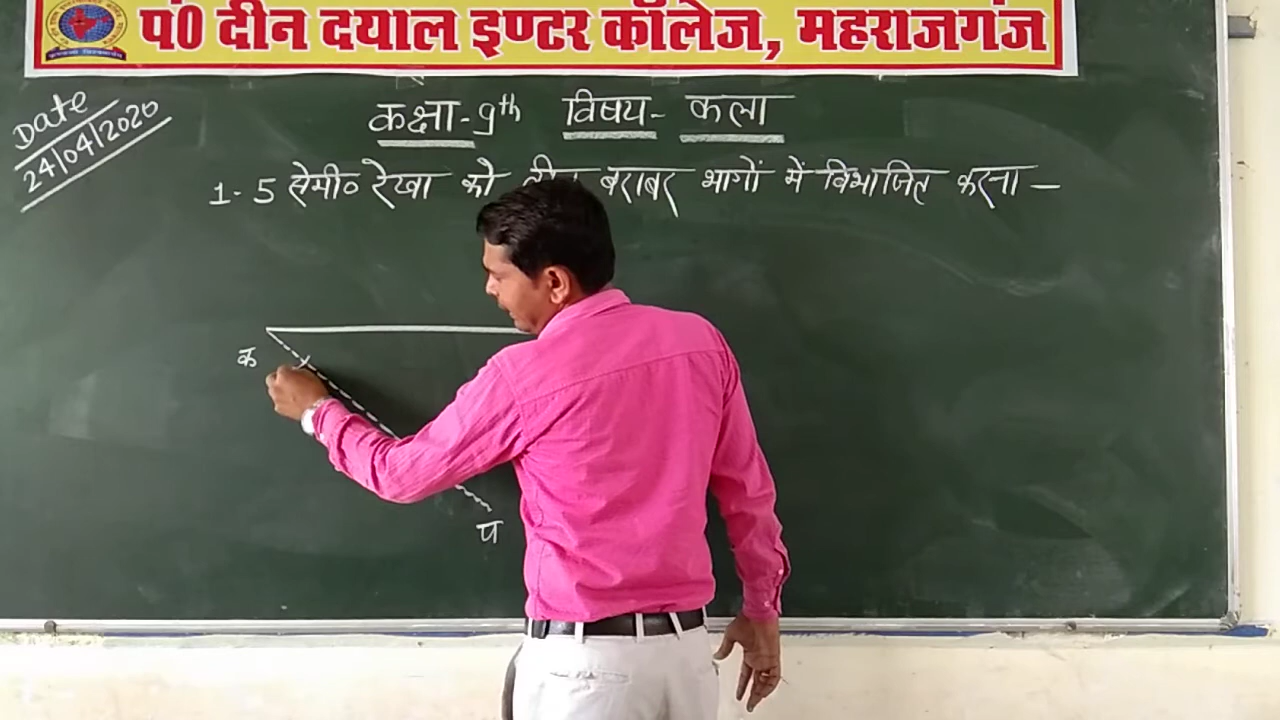 पं0 दीन दयाल इण्टर कॉलेज, महाराजगंज
Date
24/04/2020
कक्षा-9th विषय- कला
1- 5 सेमी० रेखा को तीन बराबर भागों में विभाजित करना -
क
प